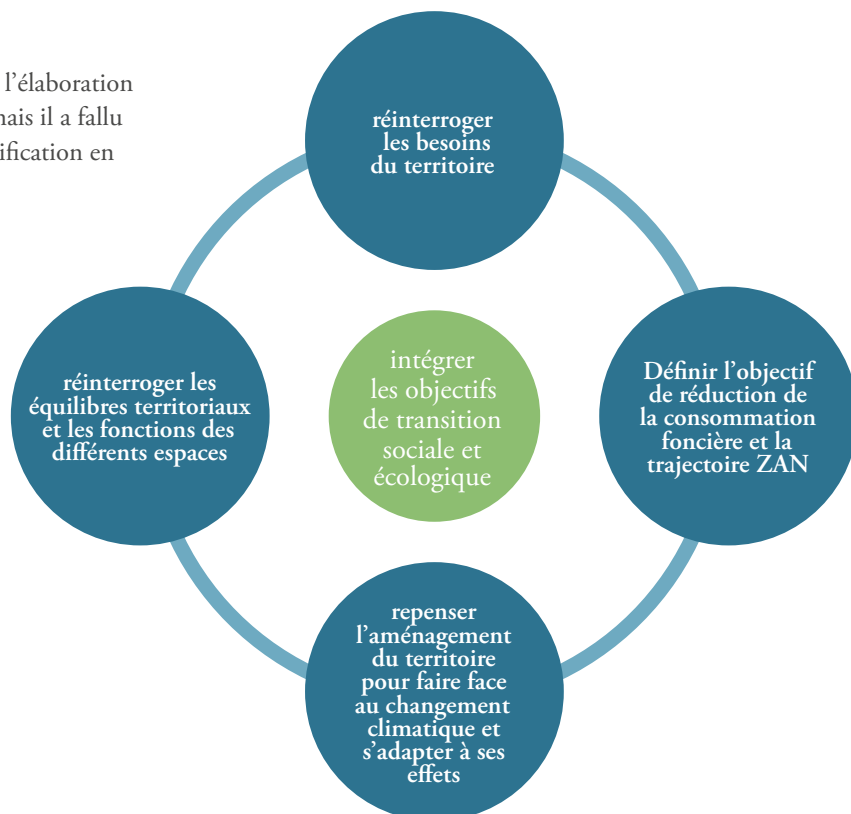 l'élaboration
mais il a fallu
ification en
réinterroger
les besoins
du territoire
réinterroger les
équilibres territoriaux
et les fonctions des
différents espaces
intégrer
les objectifs
de transition
sociale et
écologique
Définir l'objectif
de réduction de
la consommation
foncière et la
trajectoire ZAN
repenser
l'aménagement
du territoire
pour faire face
au changement
climatique et
s'adapter à ses
effets